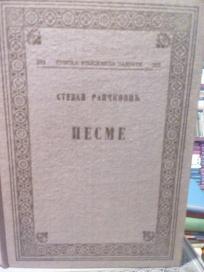 СРПСКА КЊИЖЕВНА ЗАДРУГА
СТЕВАН РАИЧКОВИЋ
ПЕСМЕ